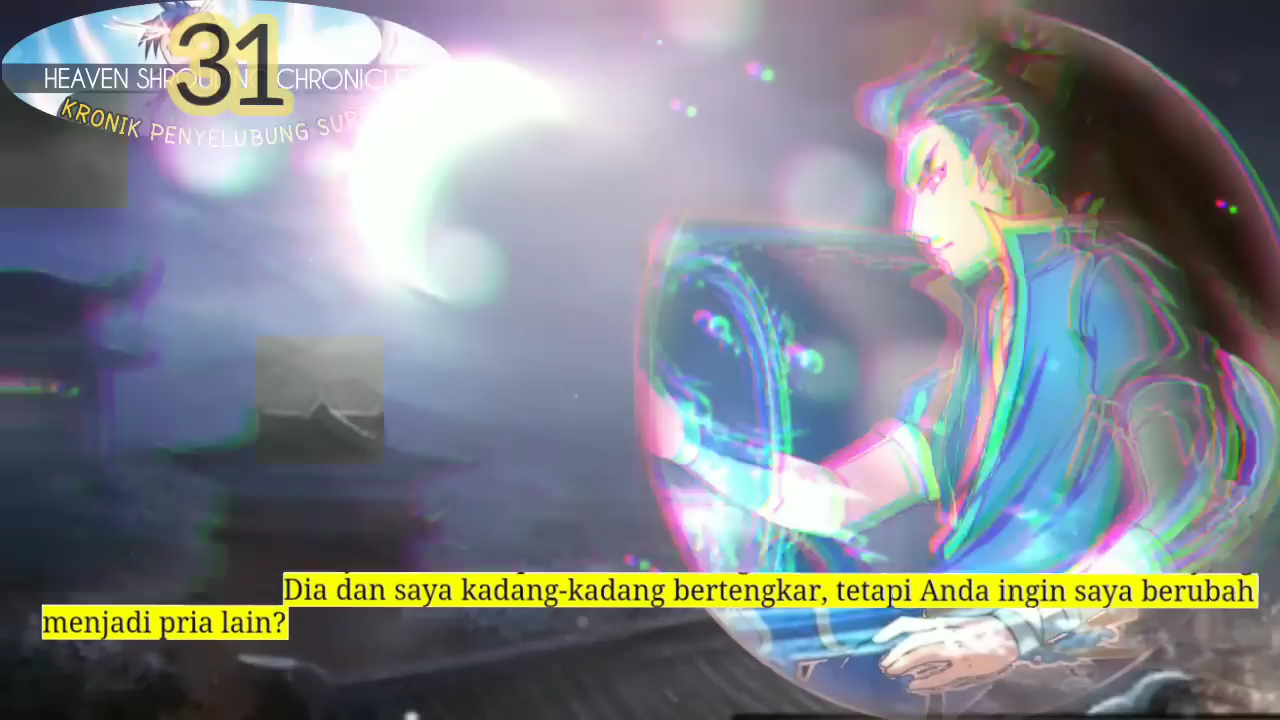 31
HEAVEN SHROUDING CHRONICLE
KRONIK PENYELUBUNG SUR
Dia dan saya kadang-kadang bertengkar, tetapi Anda ingin saya berubah
menjadi pria lain?